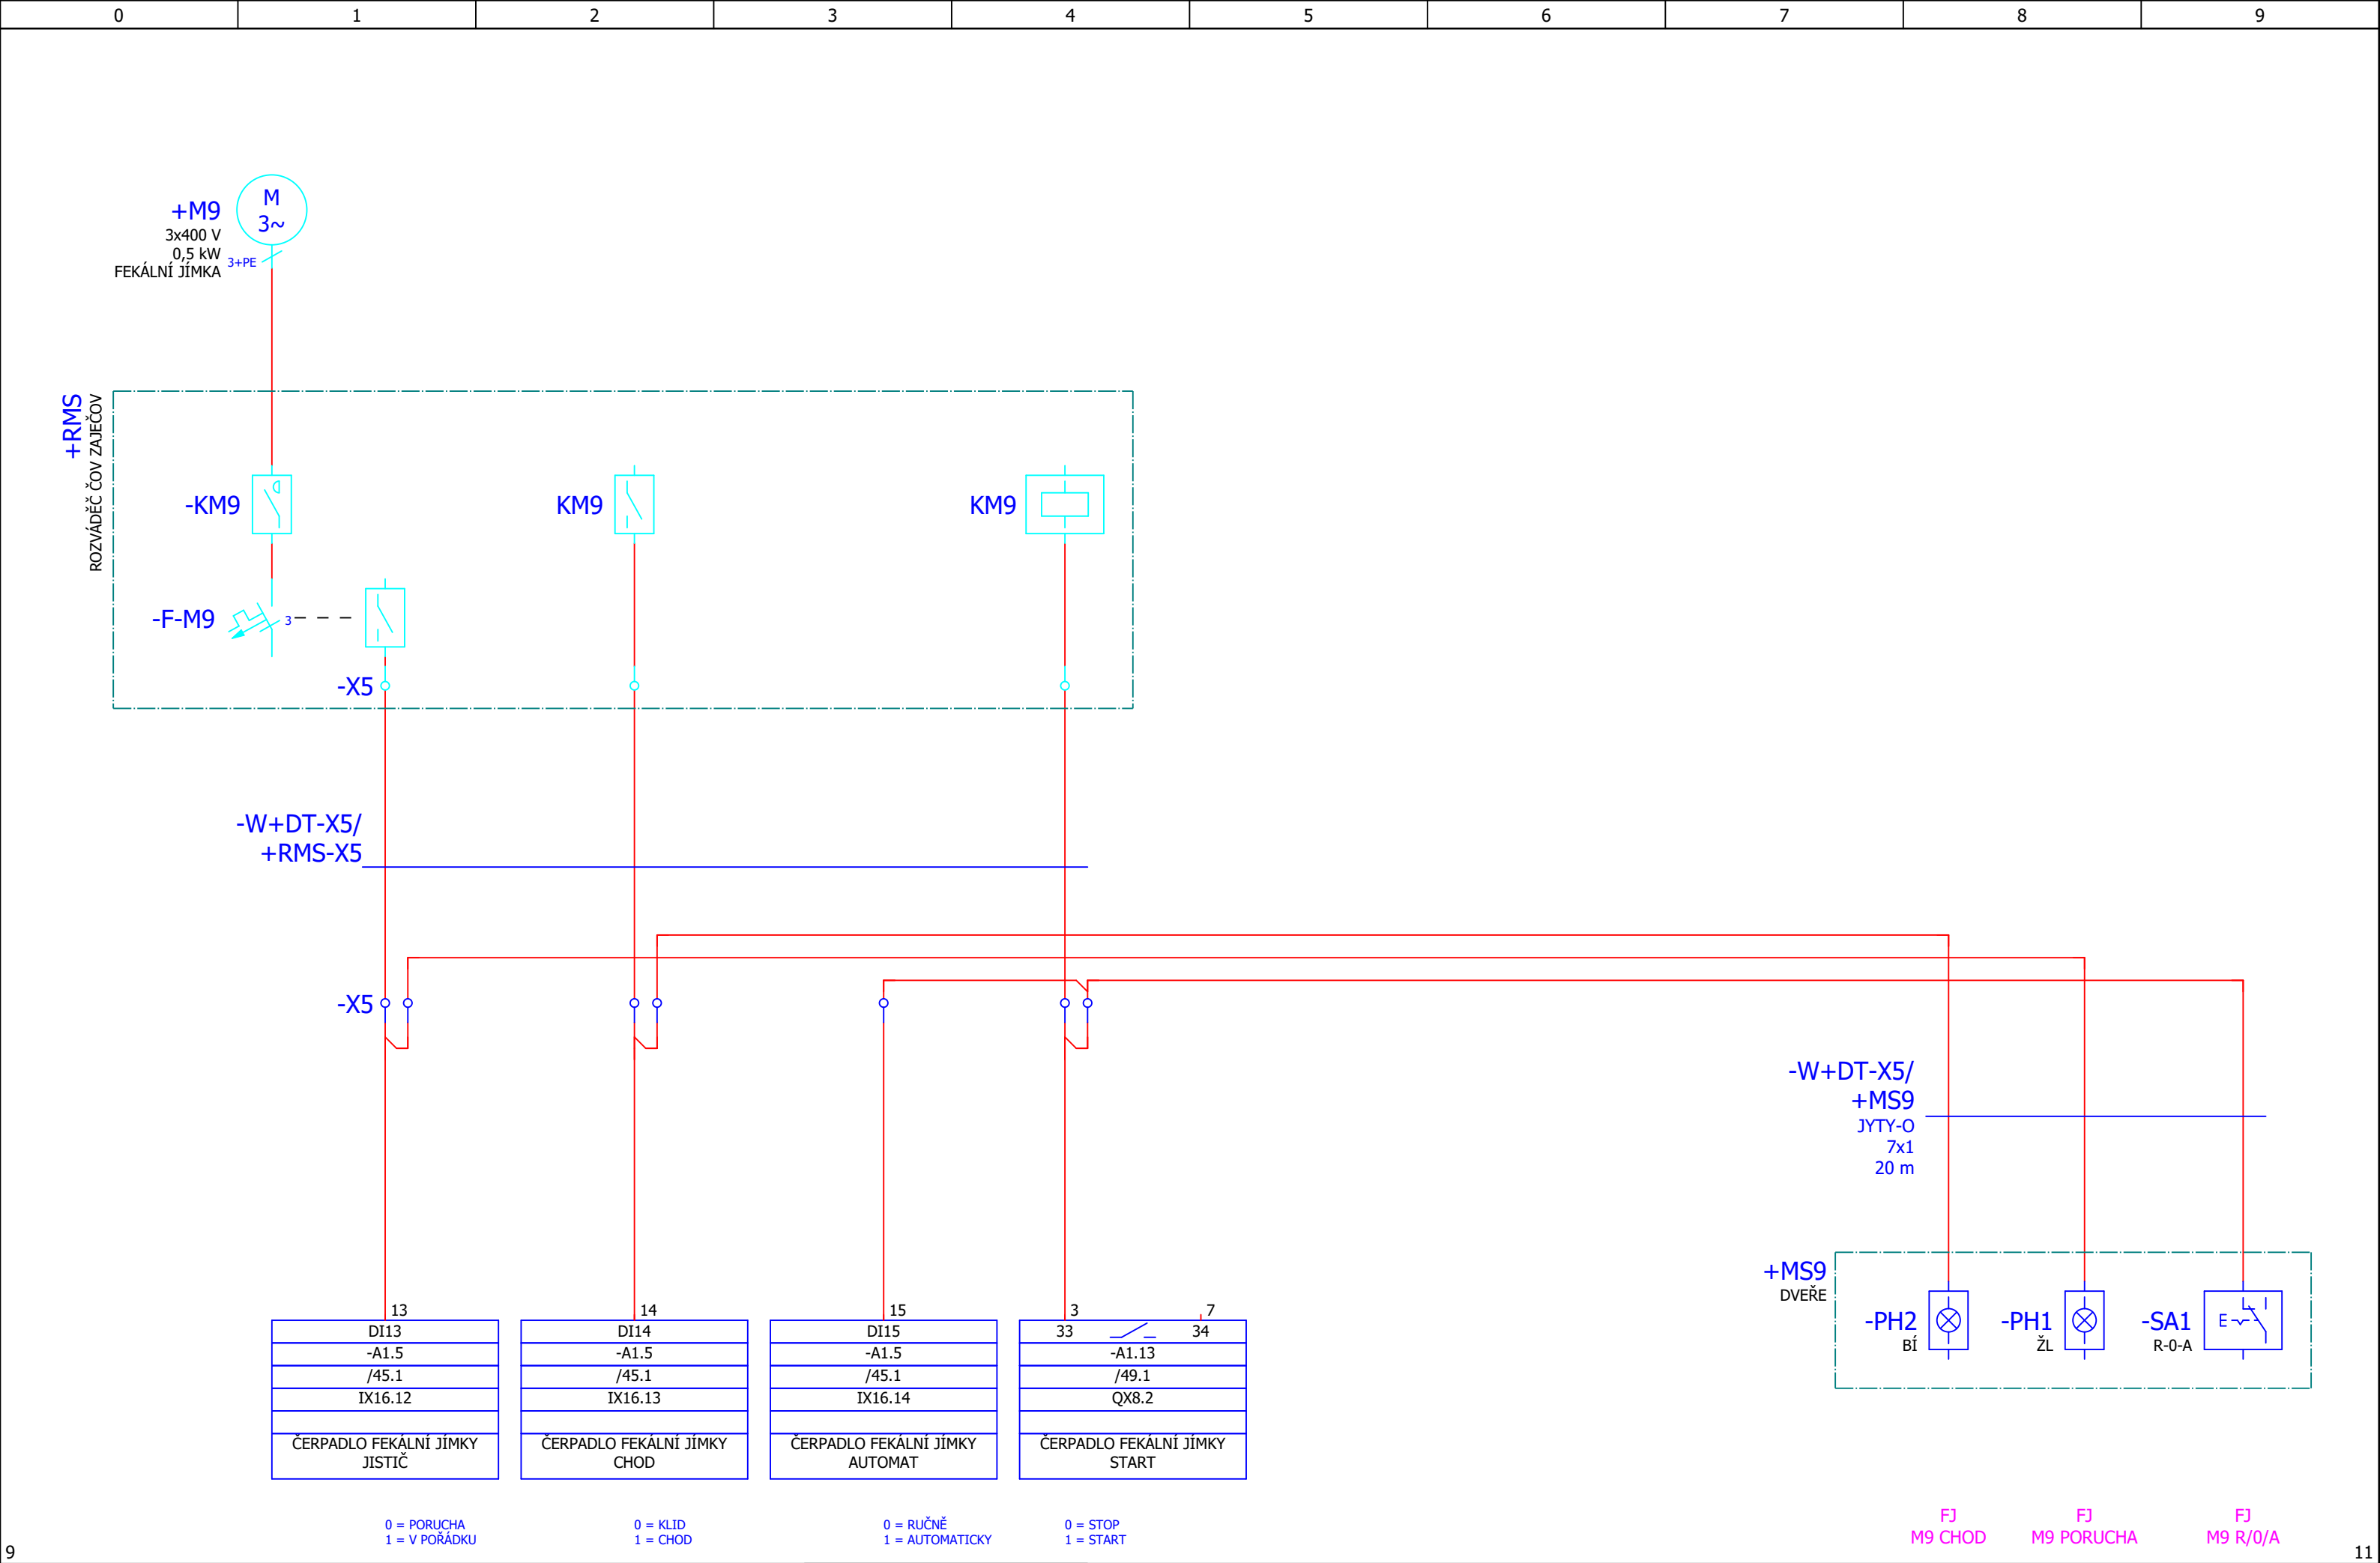 0 1 2 3 4 5 6 7 8 9
M
3~
+M9
3x400 V
0,5 kW
FEKÁLNÍ JÍMKA
3+PE
+RMS
ROZVÁDĚČ ČOV ZAJEČOV
-KM9
KM9
KM9
-F-M9
3
-X5
-W+DT-X5/
+RMS-X5
-X5
-W+DT-X5/
+MS9
JYTY-O
7x1
20 m
+MS9
DVEŘE
-PH2
BÍ
-PH1
ŽL
-SA1
R-0-A
E
13
DI13
-A1.5
/45.1
IX16.12
ČERPADLO FEKÁLNÍ JÍMKY
JISTIČ
14
DI14
-A1.5
/45.1
IX16.13
ČERPADLO FEKÁLNÍ JÍMKY
CHOD
15
DI15
-A1.5
/45.1
IX16.14
ČERPADLO FEKÁLNÍ JÍMKY
AUTOMAT
3 7
33 34
-A1.13
/49.1
QX8.2
ČERPADLO FEKÁLNÍ JÍMKY
START
0 = PORUCHA
1 = V POŘÁDKU
0 = KLID
1 = CHOD
0 = RUČNĚ
1 = AUTOMATICKY
0 = STOP
1 = START
FJ
M9 CHOD
FJ
M9 PORUCHA
FJ
M9 R/0/A
9
11